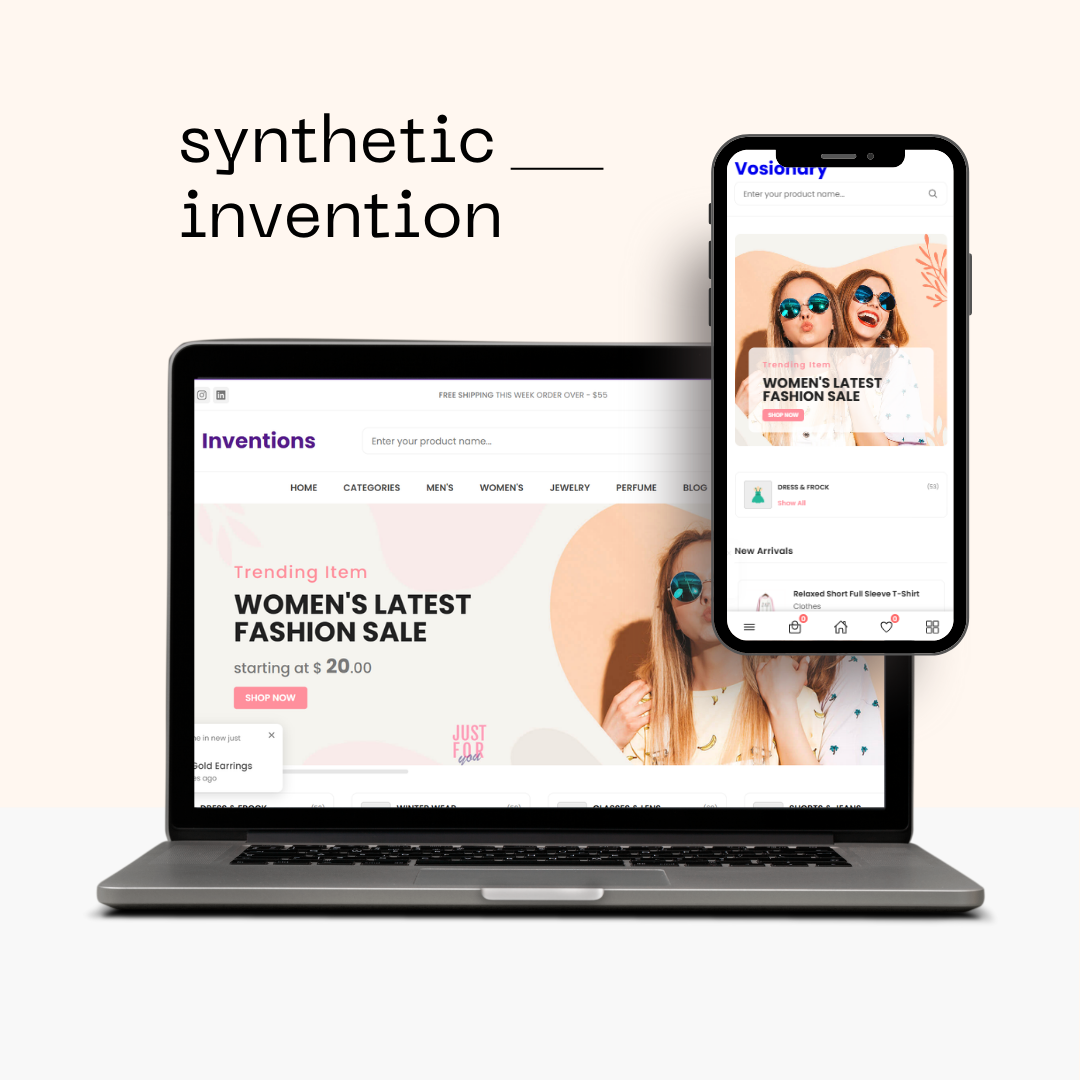 synthetic ___
invention
FREE SHIPPING THIS WEEK ORDER OVER - $55
Inventions
Enter your product name...
HOME CATEGORIES MEN'S WOMEN'S JEWELRY PERFUME BLOG
Trending Item
WOMEN'S LATEST
FASHION SALE
starting at $ 20.00
SHOP NOW
JUST
FOR
you
in new just
Gold Earrings
ago
DRESS & FROCK
WINTER WEAR
GLASSES & LENS
SHORTS & JEANS
Vosionary
Enter your product name...
Trending Item
WOMEN'S LATEST
FASHION SALE
SHOP NOW
DRESS & FROCK (53)
Show All
New Arrivals
Relaxed Short Full Sleeve T-Shirt
Clothes
0 0